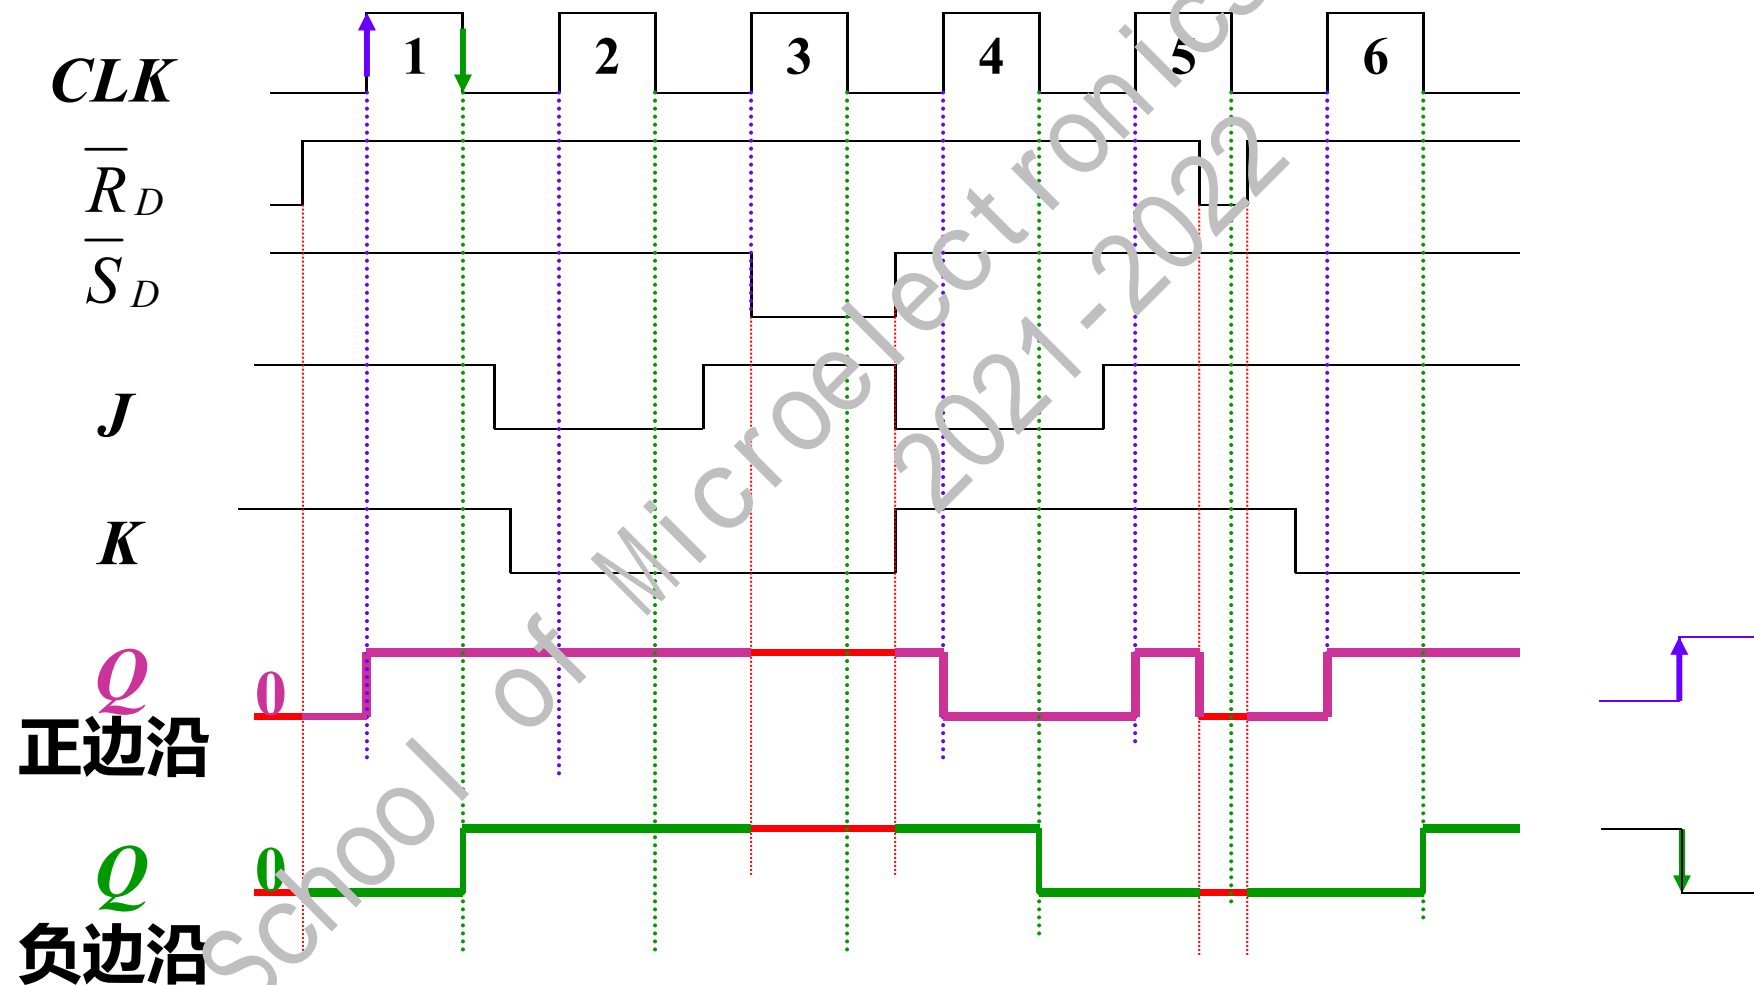 1 2 3 4 5 6
CLK
R̅ D
S̅ D
J
K
Q 0
正边沿
Q 0
负边沿
School of Microelectronics
2021-2022